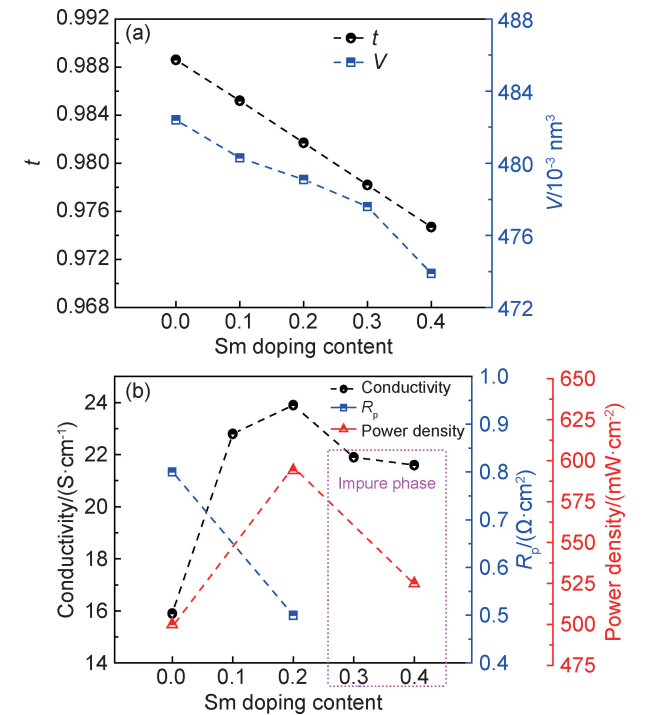 (a)
t
V
0.992
0.988
0.984
0.980
0.976
0.972
0.968
t
488
484
480
476
472
V/10⁻³ nm³
0.0 0.1 0.2 0.3 0.4
Sm doping content
(b)
Conductivity
Rₚ
Power density
Impure phase
24
22
20
18
16
14
Conductivity/(S·cm⁻¹)
1.0
0.9
0.8
0.7
0.6
0.5
0.4
Rₚ/(Ω·cm²)
650
625
600
575
550
525
500
475
Power density/(mW·cm⁻²)
0.0 0.1 0.2 0.3 0.4
Sm doping content